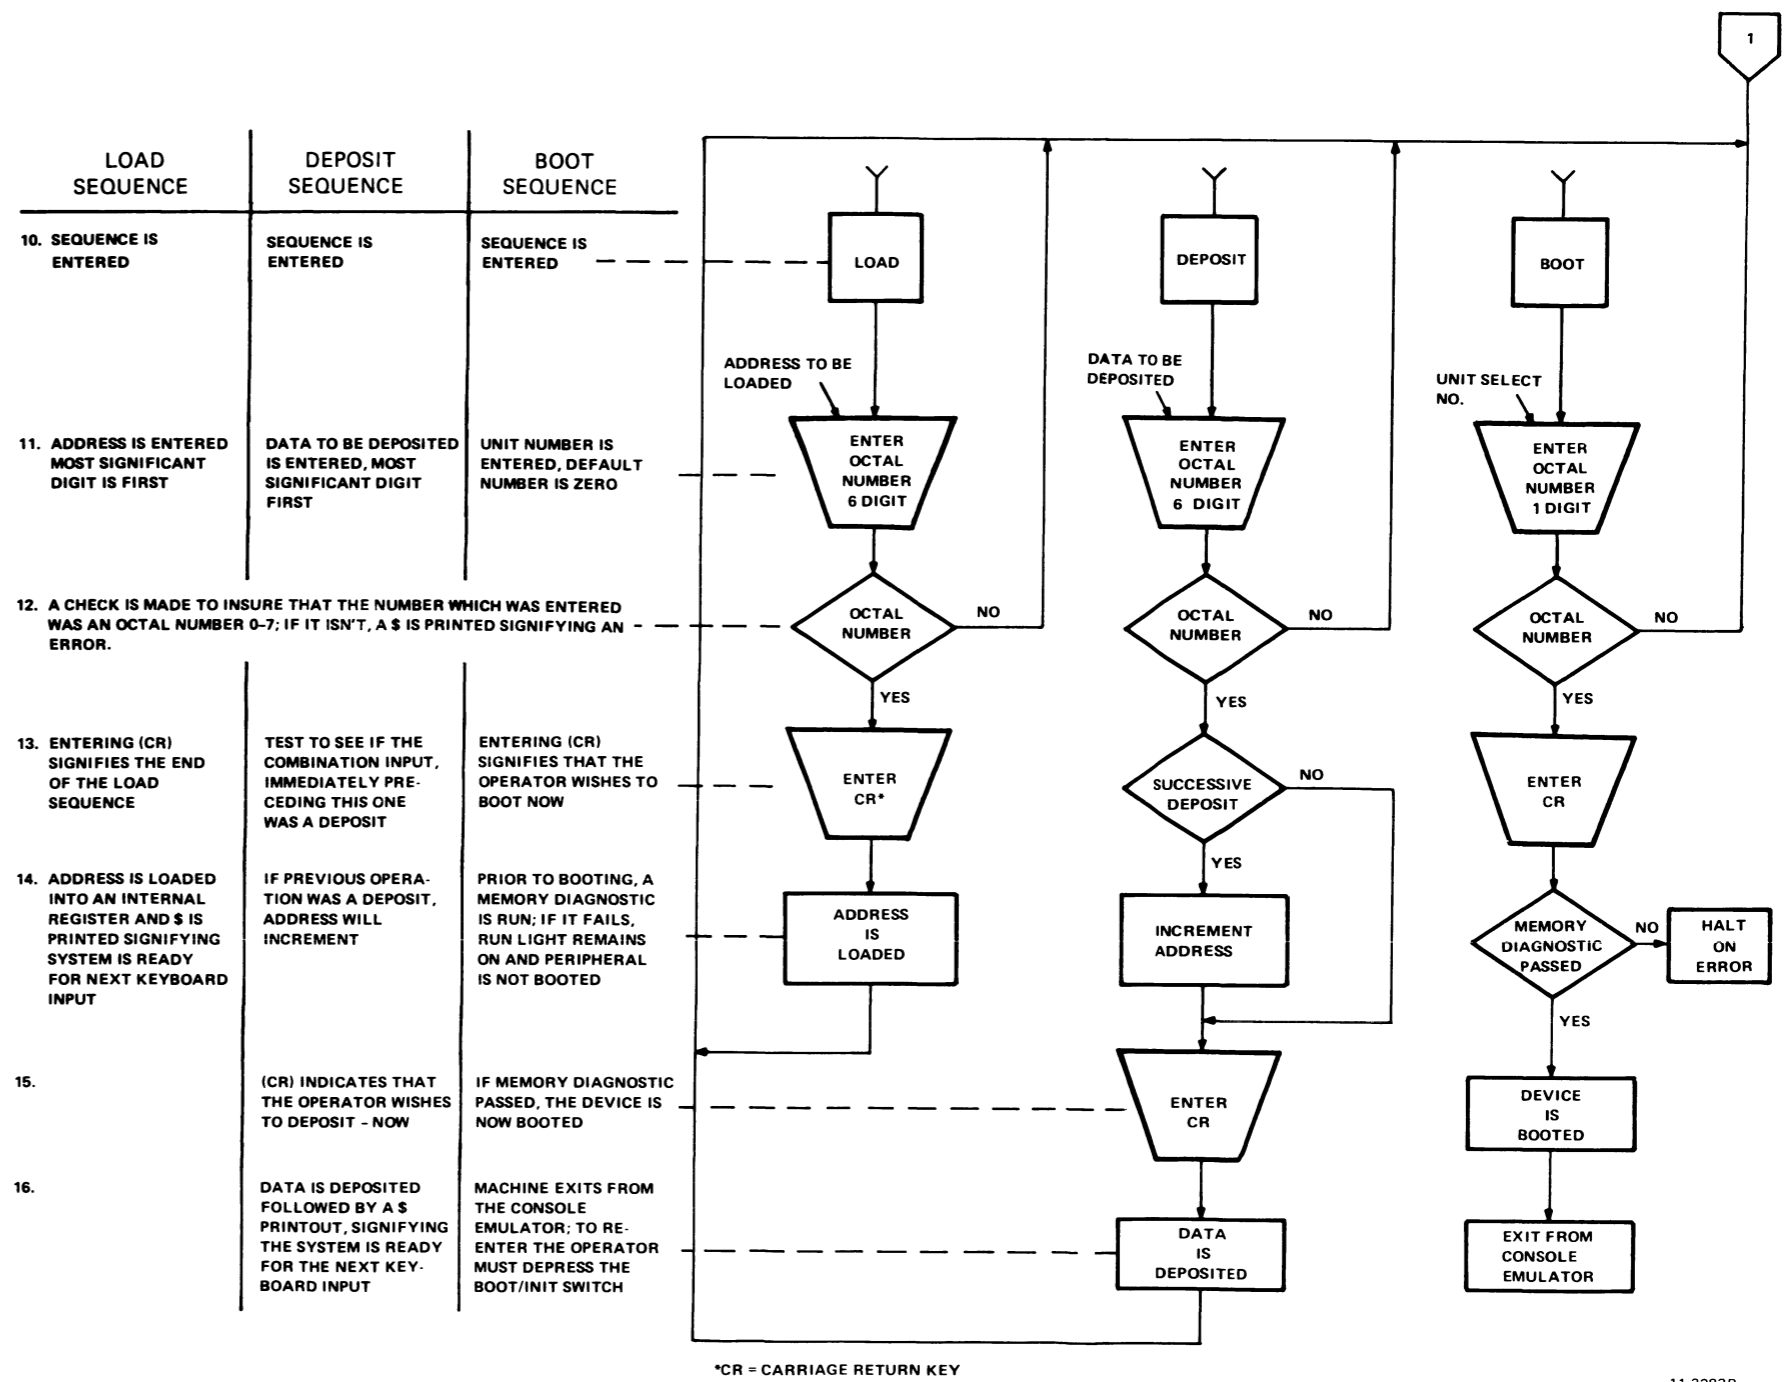 1
LOAD
SEQUENCE
DEPOSIT
SEQUENCE
BOOT
SEQUENCE
10. SEQUENCE IS
ENTERED
SEQUENCE IS
ENTERED
SEQUENCE IS
ENTERED
11. ADDRESS IS ENTERED
MOST SIGNIFICANT
DIGIT IS FIRST
DATA TO BE DEPOSITED
IS ENTERED, MOST
SIGNIFICANT DIGIT
FIRST
UNIT NUMBER IS
ENTERED, DEFAULT
NUMBER IS ZERO
12. A CHECK IS MADE TO INSURE THAT THE NUMBER WHICH WAS ENTERED
WAS AN OCTAL NUMBER 0–7; IF IT ISN'T, A $ IS PRINTED SIGNIFYING AN
ERROR.
13. ENTERING (CR)
SIGNIFIES THE END
OF THE LOAD
SEQUENCE
TEST TO SEE IF THE
COMBINATION INPUT,
IMMEDIATELY PRE-
CEDING THIS ONE
WAS A DEPOSIT
ENTERING (CR)
SIGNIFIES THAT THE
OPERATOR WISHES TO
BOOT NOW
14. ADDRESS IS LOADED
INTO AN INTERNAL
REGISTER AND $ IS
PRINTED SIGNIFYING
SYSTEM IS READY
FOR NEXT KEYBOARD
INPUT
IF PREVIOUS OPERA-
TION WAS A DEPOSIT,
ADDRESS WILL
INCREMENT
PRIOR TO BOOTING, A
MEMORY DIAGNOSTIC
IS RUN; IF IT FAILS,
RUN LIGHT REMAINS
ON AND PERIPHERAL
IS NOT BOOTED
15.
(CR) INDICATES THAT
THE OPERATOR WISHES
TO DEPOSIT – NOW
IF MEMORY DIAGNOSTIC
PASSED, THE DEVICE IS
NOW BOOTED
16.
DATA IS DEPOSITED
FOLLOWED BY A $
PRINTOUT, SIGNIFYING
THE SYSTEM IS READY
FOR THE NEXT KEY-
BOARD INPUT
MACHINE EXITS FROM
THE CONSOLE
EMULATOR; TO RE-
ENTER THE OPERATOR
MUST DEPRESS THE
BOOT/INIT SWITCH
LOAD
ADDRESS TO BE
LOADED
ENTER
OCTAL
NUMBER
6 DIGIT
OCTAL
NUMBER
NO
YES
ENTER
CR*
ADDRESS
IS
LOADED
DEPOSIT
DATA TO BE
DEPOSITED
ENTER
OCTAL
NUMBER
6 DIGIT
OCTAL
NUMBER
NO
YES
SUCCESSIVE
DEPOSIT
NO
YES
INCREMENT
ADDRESS
ENTER
CR
DATA
IS
DEPOSITED
BOOT
UNIT SELECT
NO.
ENTER
OCTAL
NUMBER
1 DIGIT
OCTAL
NUMBER
NO
YES
ENTER
CR
MEMORY
DIAGNOSTIC
PASSED
NO
HALT
ON
ERROR
YES
DEVICE
IS
BOOTED
EXIT FROM
CONSOLE
EMULATOR
*CR = CARRIAGE RETURN KEY